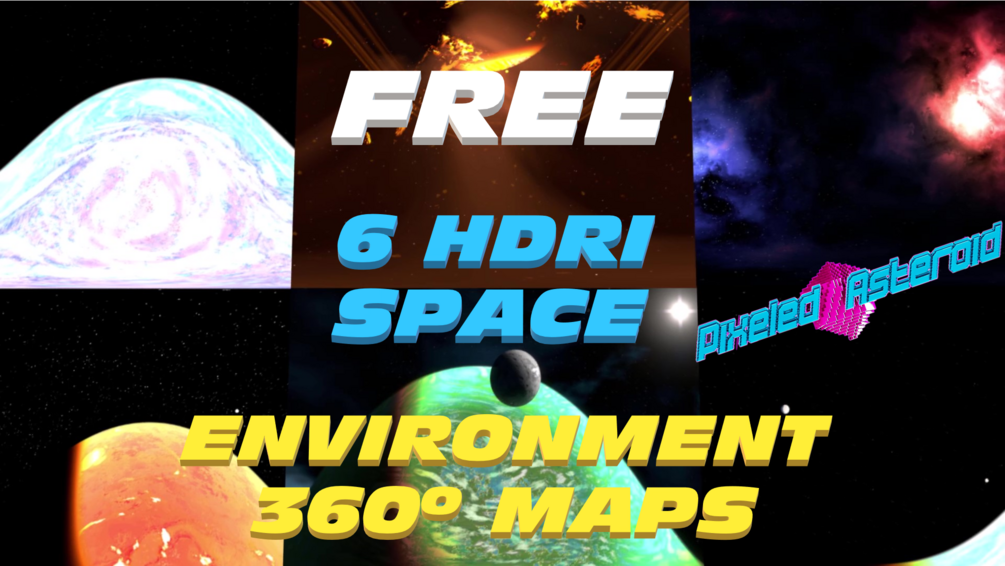 FREE
6 HDRI
SPACE
Pixeled Asteroid
ENVIRONMENT
360º MAPS